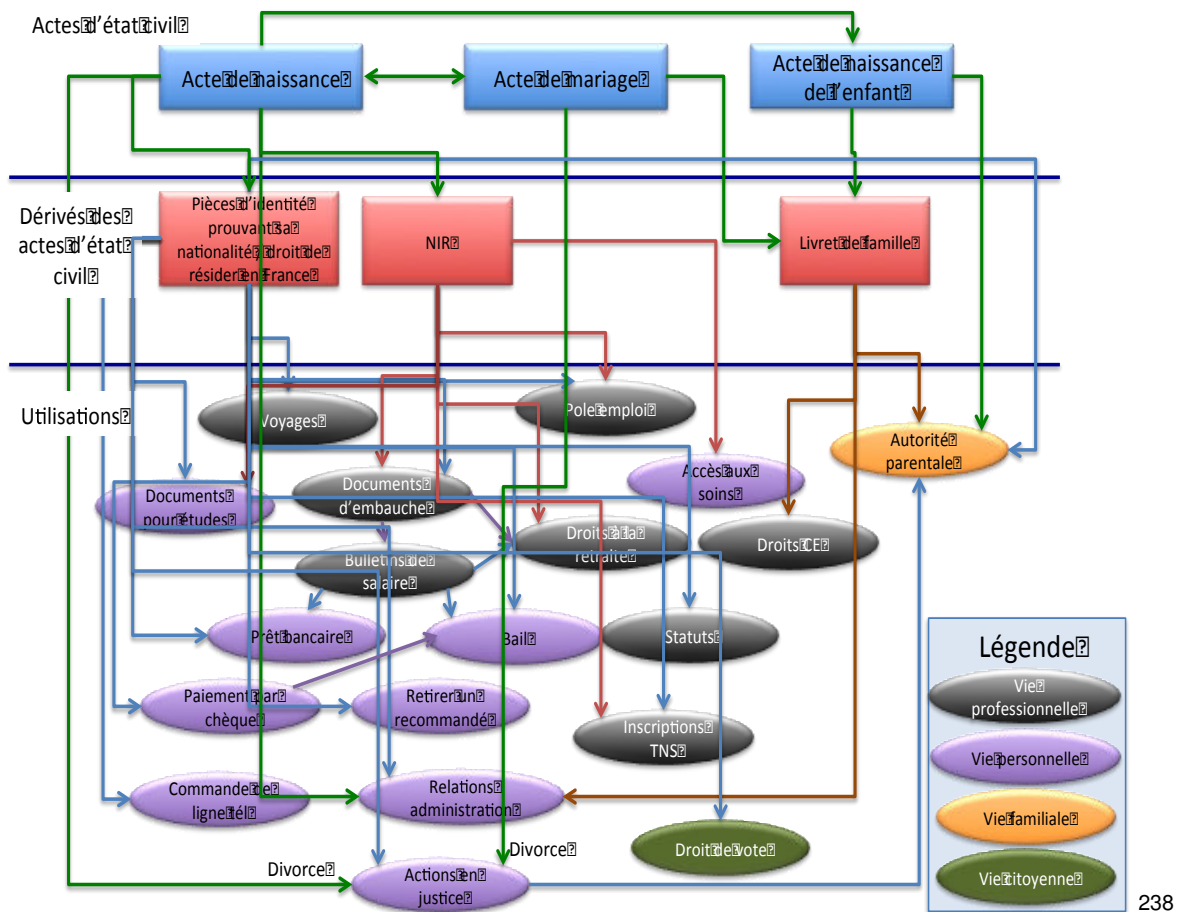 Actes d'état civil
Acte de naissance
Acte de mariage
Acte de naissance
de l'enfant
Dérivés des
actes d'état
civil
Pièces d'identité
prouvant sa
nationalité, droit de
résider en France
NIR
Livret de famille
Utilisations
Voyages
Pole emploi
Autorité
parentale
Documents
pour études
Documents
d'embauche
Accès aux
soins
Droits à la
retraite
Droits CE
Bulletins de
salaire
Prêt bancaire
Bail
Statuts
Paiement par
chèque
Retirer un
recommandé
Inscriptions
TNS
Commande de
ligne tél
Relations
administration
Droit de vote
Divorce
Divorce
Actions en
justice
Légende
Vie
professionnelle
Vie personnelle
Vie familiale
Vie citoyenne
238